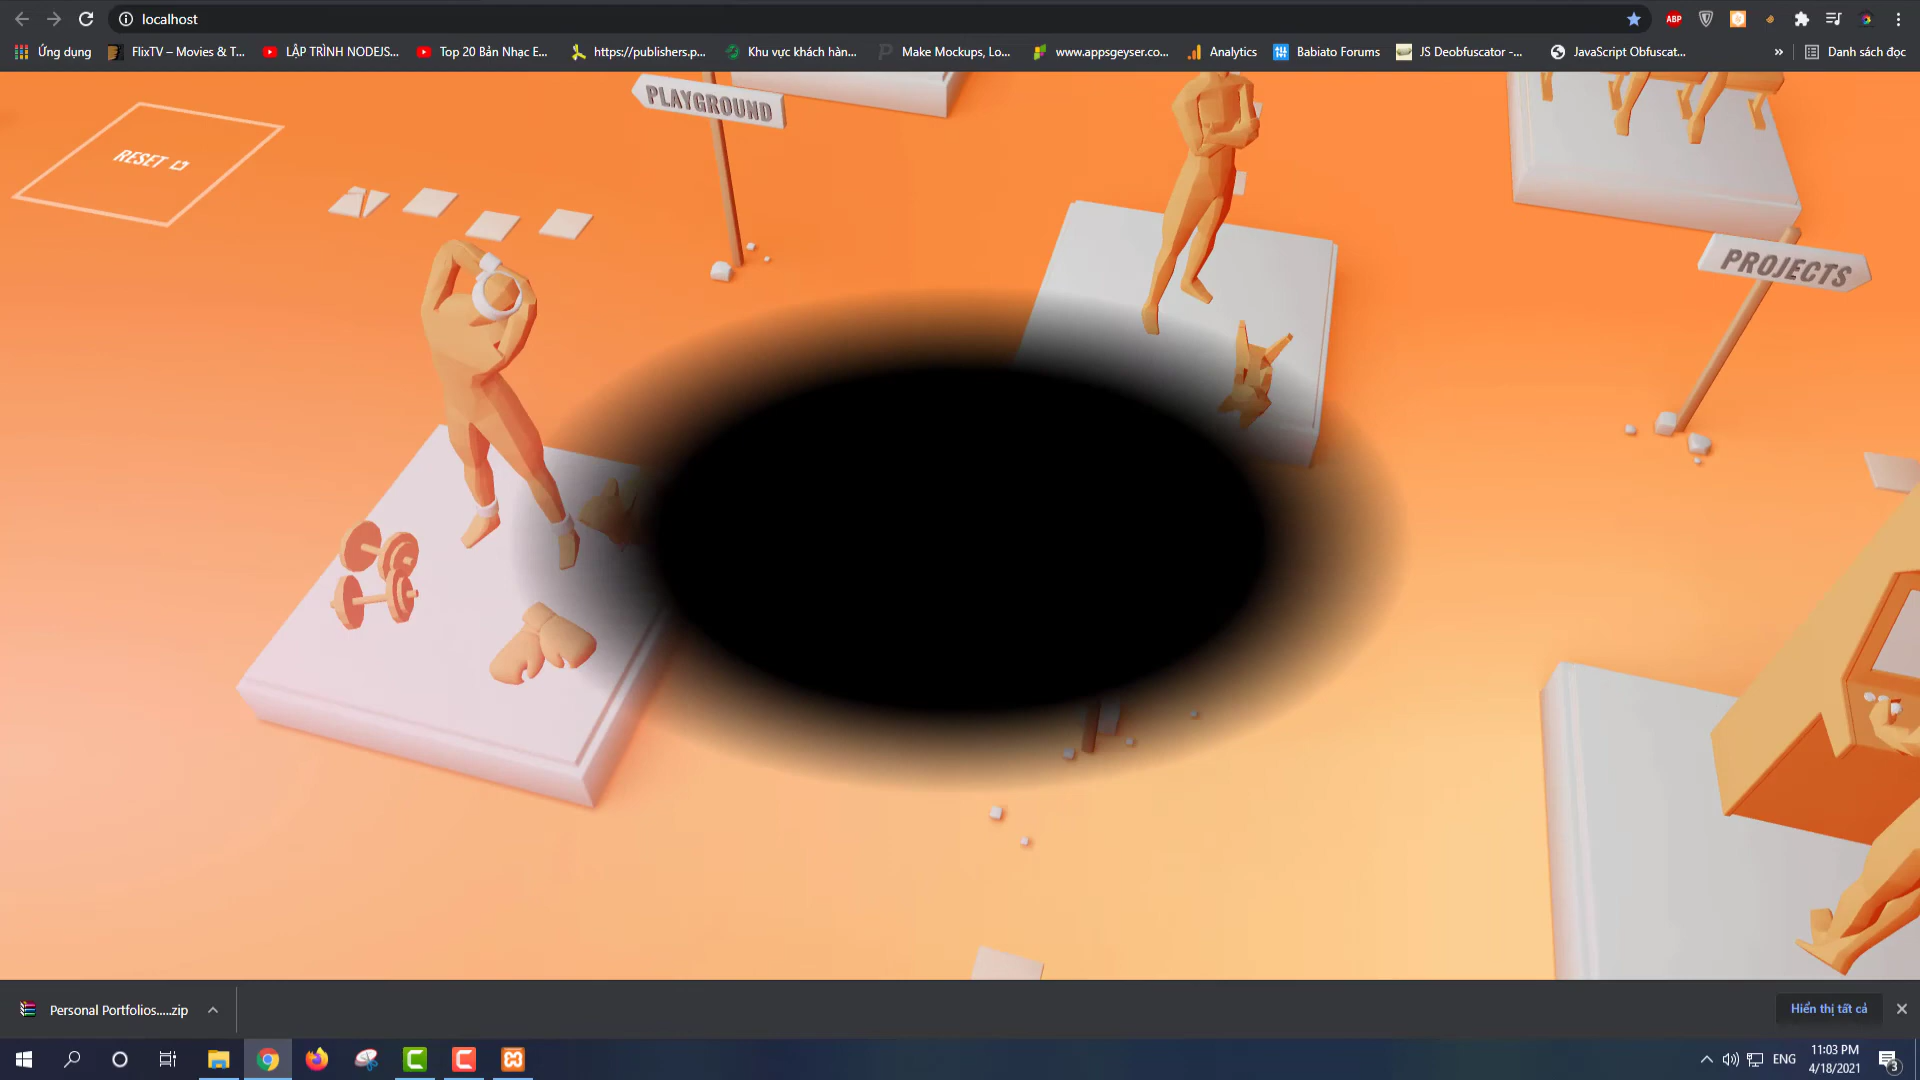 localhost
ABP
Ứng dụng
FlixTV – Movies & T...
LẬP TRÌNH NODEJS...
Top 20 Bản Nhạc E...
https://publishers.p...
Khu vực khách hàn...
Make Mockups, Lo...
www.appsgeyser.co...
Analytics
Babiato Forums
JS Deobfuscator -...
JavaScript Obfuscat...
»
Danh sách đọc
PLAYGROUND
RESET
PROJECTS
Personal Portfolios.....zip
Hiển thị tất cả
ENG
11:03 PM
4/18/2021
3